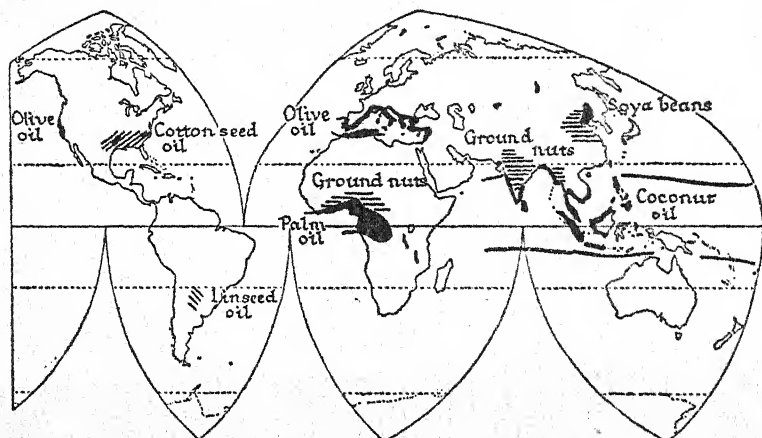 Olive
oil
Cotton seed
oil
Olive
oil
Soya beans
Ground
nuts
Ground nuts
Coconut
oil
Palm
oil
Linseed
oil